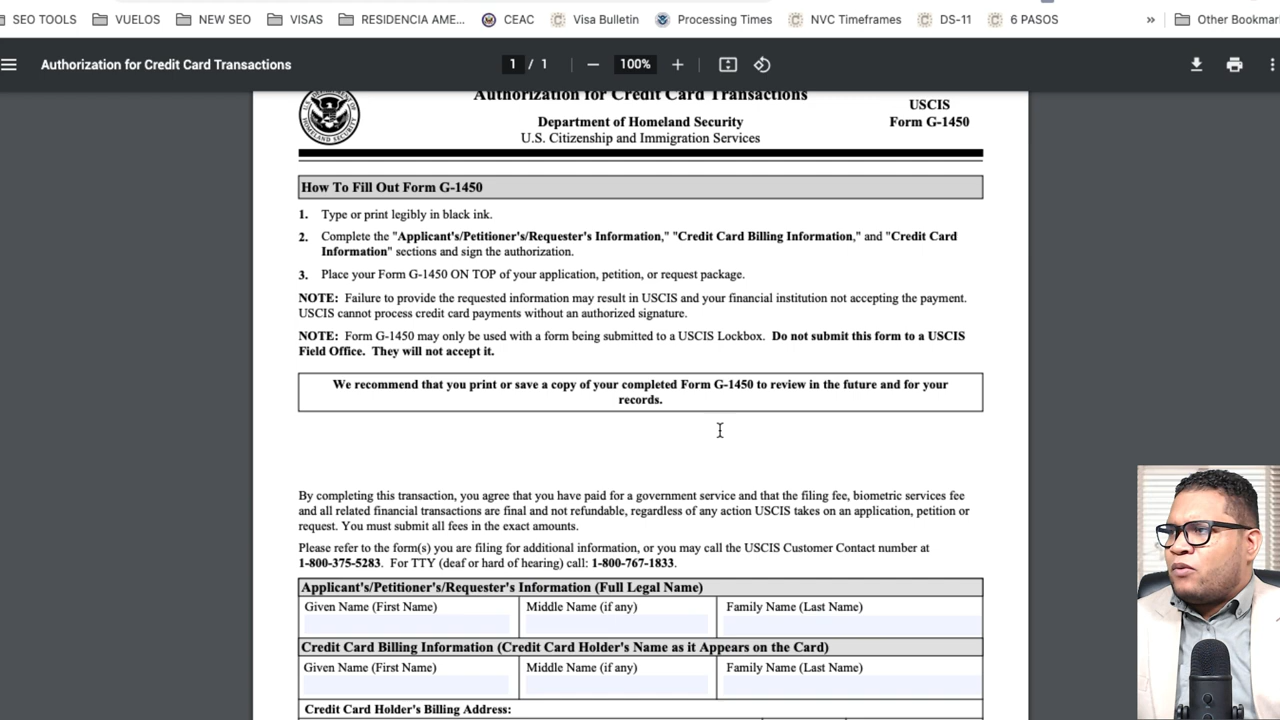 SEO TOOLS VUELOS NEW SEO VISAS RESIDENCIA AME... CEAC Visa Bulletin Processing Times NVC Timeframes DS-11 6 PASOS » Other Bookmar
Authorization for Credit Card Transactions 1 / 1 100%
Authorization for Credit Card Transactions
Department of Homeland Security
U.S. Citizenship and Immigration Services
USCIS
Form G-1450
How To Fill Out Form G-1450
1. Type or print legibly in black ink.
2. Complete the "Applicant's/Petitioner's/Requester's Information," "Credit Card Billing Information," and "Credit Card
Information" sections and sign the authorization.
3. Place your Form G-1450 ON TOP of your application, petition, or request package.
NOTE: Failure to provide the requested information may result in USCIS and your financial institution not accepting the payment.
USCIS cannot process credit card payments without an authorized signature.
NOTE: Form G-1450 may only be used with a form being submitted to a USCIS Lockbox. Do not submit this form to a USCIS
Field Office. They will not accept it.
We recommend that you print or save a copy of your completed Form G-1450 to review in the future and for your
records.
By completing this transaction, you agree that you have paid for a government service and that the filing fee, biometric services fee
and all related financial transactions are final and not refundable, regardless of any action USCIS takes on an application, petition or
request. You must submit all fees in the exact amounts.
Please refer to the form(s) you are filing for additional information, or you may call the USCIS Customer Contact number at
1-800-375-5283. For TTY (deaf or hard of hearing) call: 1-800-767-1833.
Applicant's/Petitioner's/Requester's Information (Full Legal Name)
Given Name (First Name) Middle Name (if any) Family Name (Last Name)
Credit Card Billing Information (Credit Card Holder's Name as it Appears on the Card)
Given Name (First Name) Middle Name (if any) Family Name (Last Name)
Credit Card Holder's Billing Address: